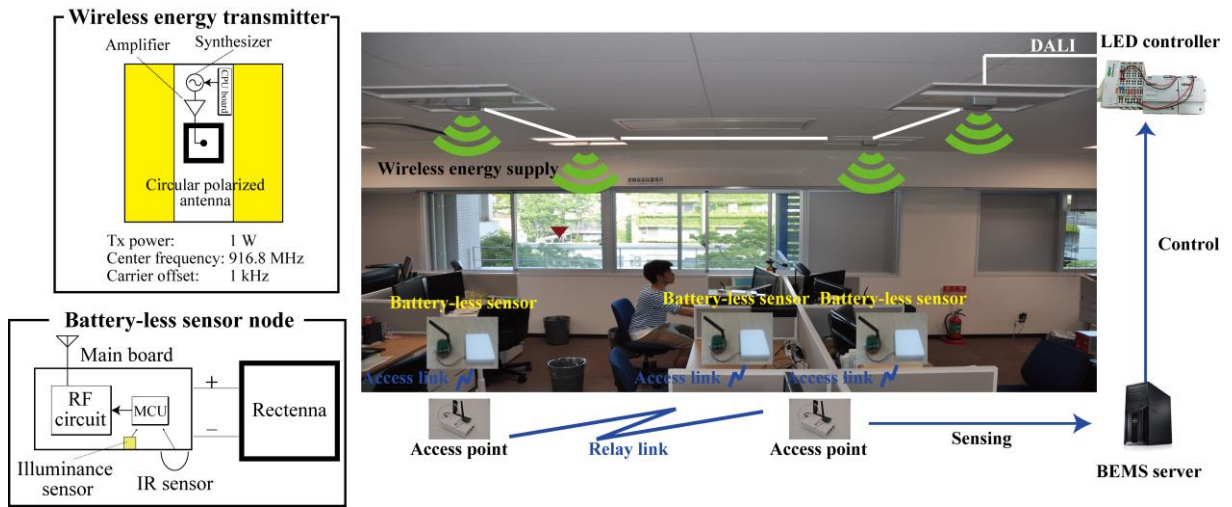 Wireless energy transmitter
Synthesizer
Amplifier
CPU board
Circular polarized
antenna
Tx power: 1 W
Center frequency: 916.8 MHz
Carrier offset: 1 kHz
Battery-less sensor node
Main board
RF
circuit
MCU
+
−
Rectenna
Illuminance
sensor
IR sensor
DALI
LED controller
Wireless energy supply
Battery-less sensor
Battery-less sensor
Battery-less sensor
Access link
Access link
Access link
Access point
Relay link
Access point
Sensing
Control
BEMS server